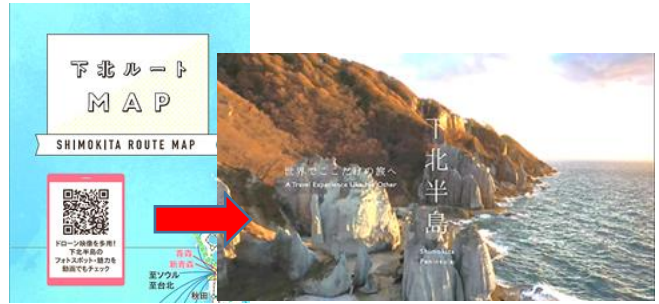 下北ルート
MAP
SHIMOKITA ROUTE MAP
ドローン映像を多用!
下北半島の
フォトスポット・魅力を
動画でもチェック
青森
新青森
至ソウル
至台北
秋田
世界でここだけの旅へ
A Travel Experience Like No Other
下北半島
Shimokita
Peninsula